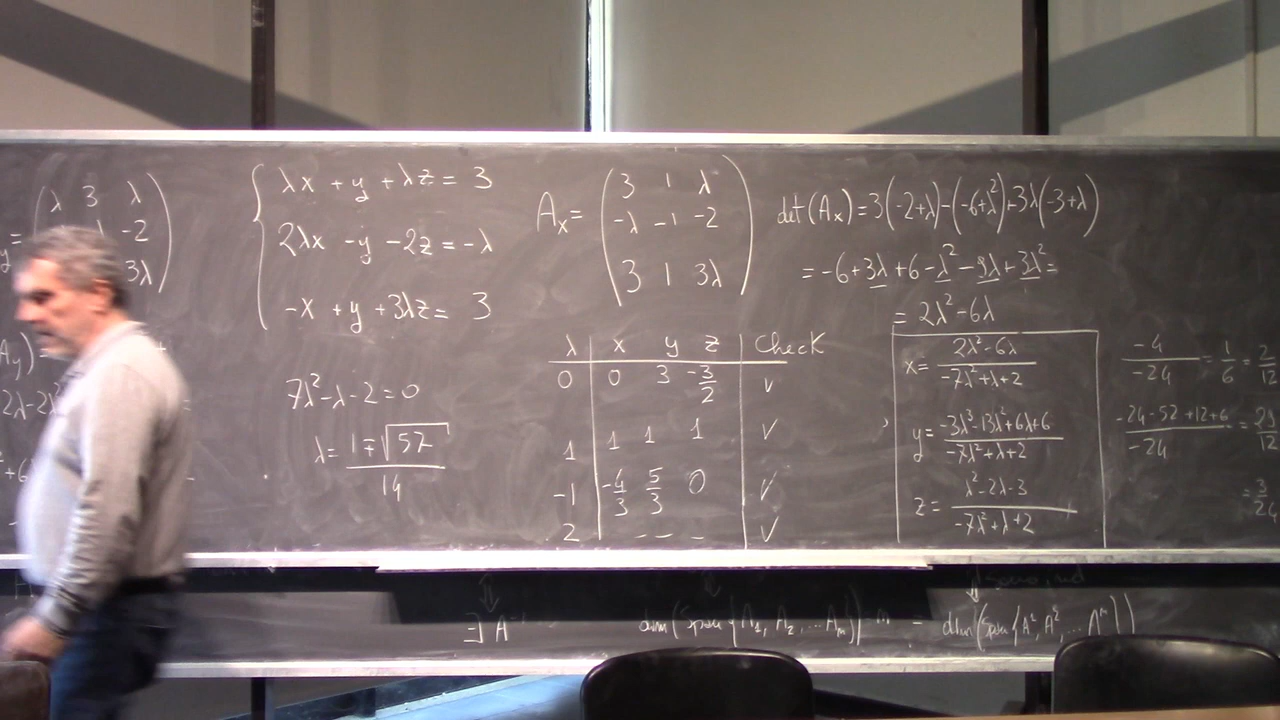 λ 3 λ
-2
3λ
y=
λx + y + λz = 3
2λx - y - 2z = -λ
-x + y + 3λz = 3
7λ²-λ-2=0
λ = (1∓√57)/14
A_x = (3 1 λ
-λ -1 -2
3 1 3λ)
det(A_x)=3(-2+λ)-(-6+λ²)+3λ(-3+λ)
= -6+3λ+6-λ²-9λ+3λ²=
= 2λ²-6λ
λ x y z Check
0 0 3 -3/2 v
1 1 1 1 v
-1 -4/3 5/3 0 v
2 - - - v
x= (2λ²-6λ)/(-7λ²+λ+2)
y= (-3λ³-13λ²+6λ+6)/(-7λ²+λ+2)
z= (λ²-2λ-3)/(-7λ²+λ+2)
-4/-24 = 1/6 = 2/12
(-24-52+12+6)/-24 = 29/12
= 3/24
∃ A⁻¹
dim(Span{A₁, A₂, ... Aₙ}) = dim(Span{A¹, A², ... Aⁿ})